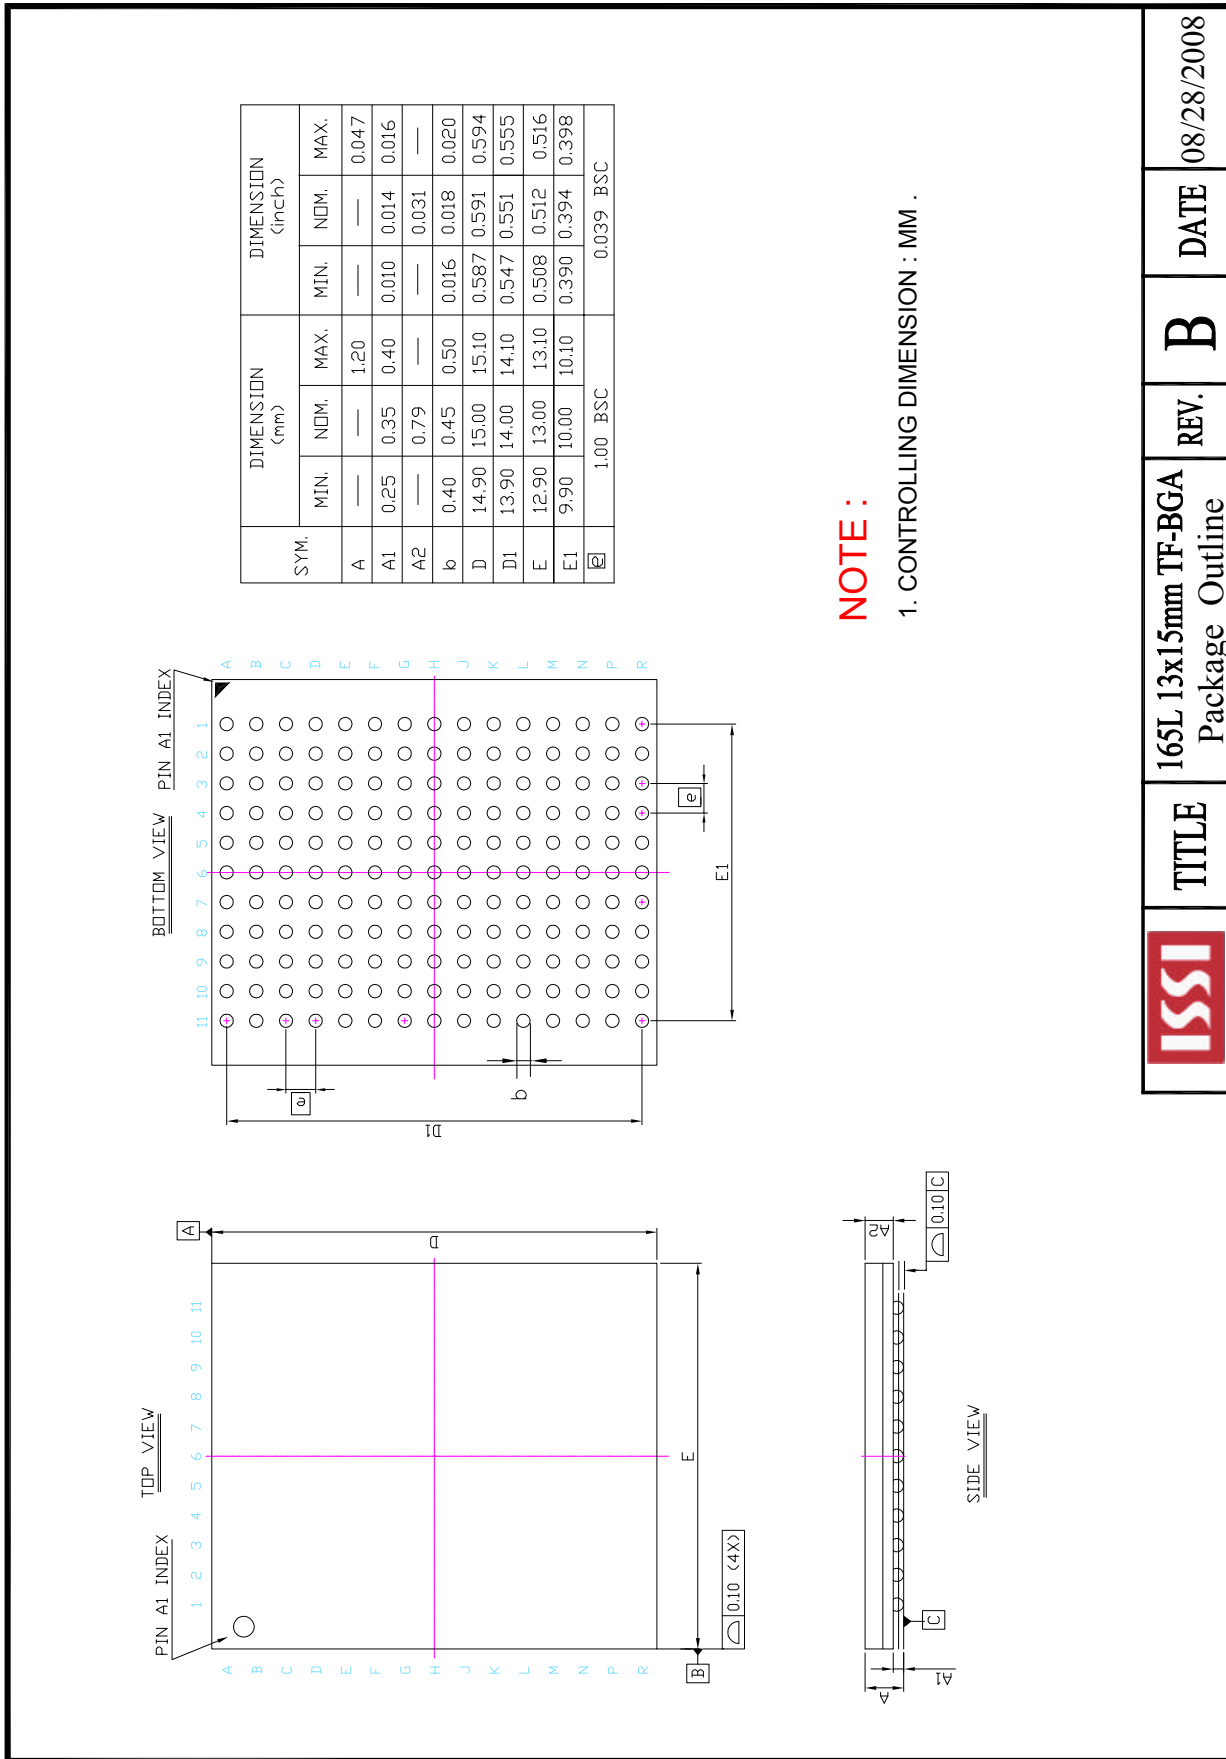 TOP VIEW
BOTTOM VIEW
PIN A1 INDEX
PIN A1 INDEX
1 2 3 4 5 6 7 8 9 10 11
11 10 9 8 7 6 5 4 3 2 1
A
B
C
D
E
F
G
H
J
K
L
M
N
P
R
A
B
C
D
E
F
G
H
J
K
L
M
N
P
R
A
D
E
B
0.10 (4X)
D1
e
b
e
E1
SYM. DIMENSION (mm) DIMENSION (inch)
MIN. NOM. MAX. MIN. NOM. MAX.
A — — 1.20 — — 0.047
A1 0.25 0.35 0.40 0.010 0.014 0.016
A2 — 0.79 — — 0.031 —
b 0.40 0.45 0.50 0.016 0.018 0.020
D 14.90 15.00 15.10 0.587 0.591 0.594
D1 13.90 14.00 14.10 0.547 0.551 0.555
E 12.90 13.00 13.10 0.508 0.512 0.516
E1 9.90 10.00 10.10 0.390 0.394 0.398
e 1.00 BSC 0.039 BSC
A
A1
C
A2
0.10 C
SIDE VIEW
NOTE :
1. CONTROLLING DIMENSION : MM .
ISSI
TITLE
165L 13x15mm TF-BGA
Package Outline
REV.
B
DATE
08/28/2008